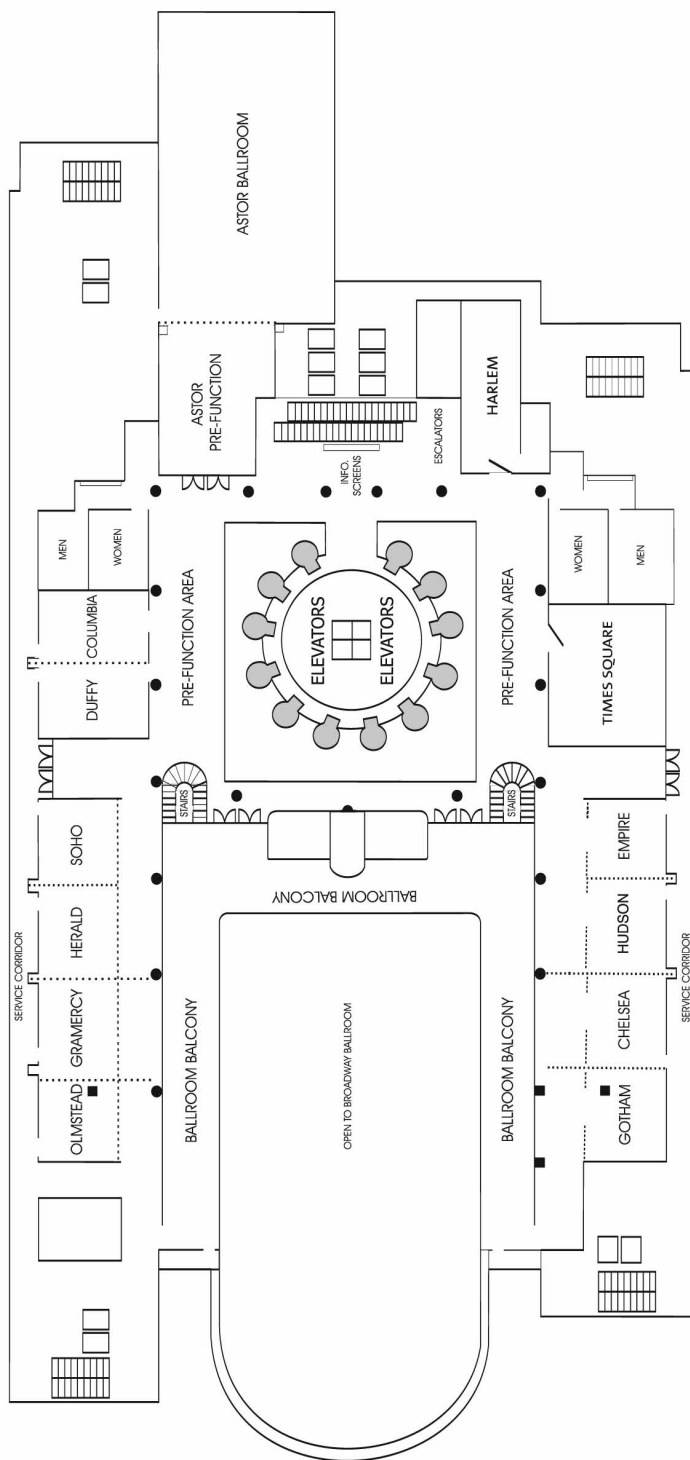 SERVICE CORRIDOR
OLMSTEAD
GRAMERCY
HERALD
SOHO
DUFFY
COLUMBIA
MEN
WOMEN
BALLROOM BALCONY
STAIRS
PRE-FUNCTION AREA
ASTOR
PRE-FUNCTION
ASTOR BALLROOM
OPEN TO BROADWAY BALLROOM
BALLROOM BALCONY
ELEVATORS
ELEVATORS
INFO.
SCREENS
ESCALATORS
HARLEM
BALLROOM BALCONY
STAIRS
PRE-FUNCTION AREA
WOMEN
MEN
GOTHAM
CHELSEA
HUDSON
EMPIRE
TIMES SQUARE
SERVICE CORRIDOR